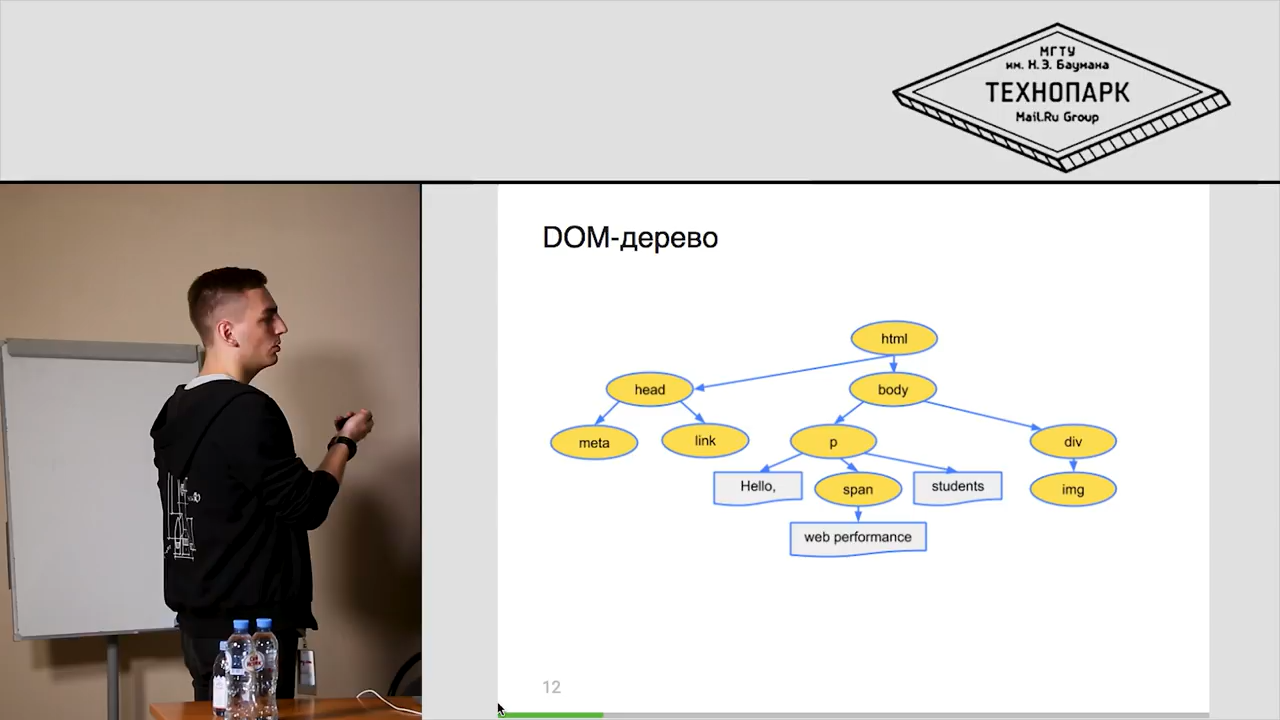 МГТУ
им. Н.Э. Баумана
ТЕХНОПАРК
Mail.Ru Group
DOM-дерево
html
head
body
meta
link
p
div
Hello,
span
students
img
web performance
12